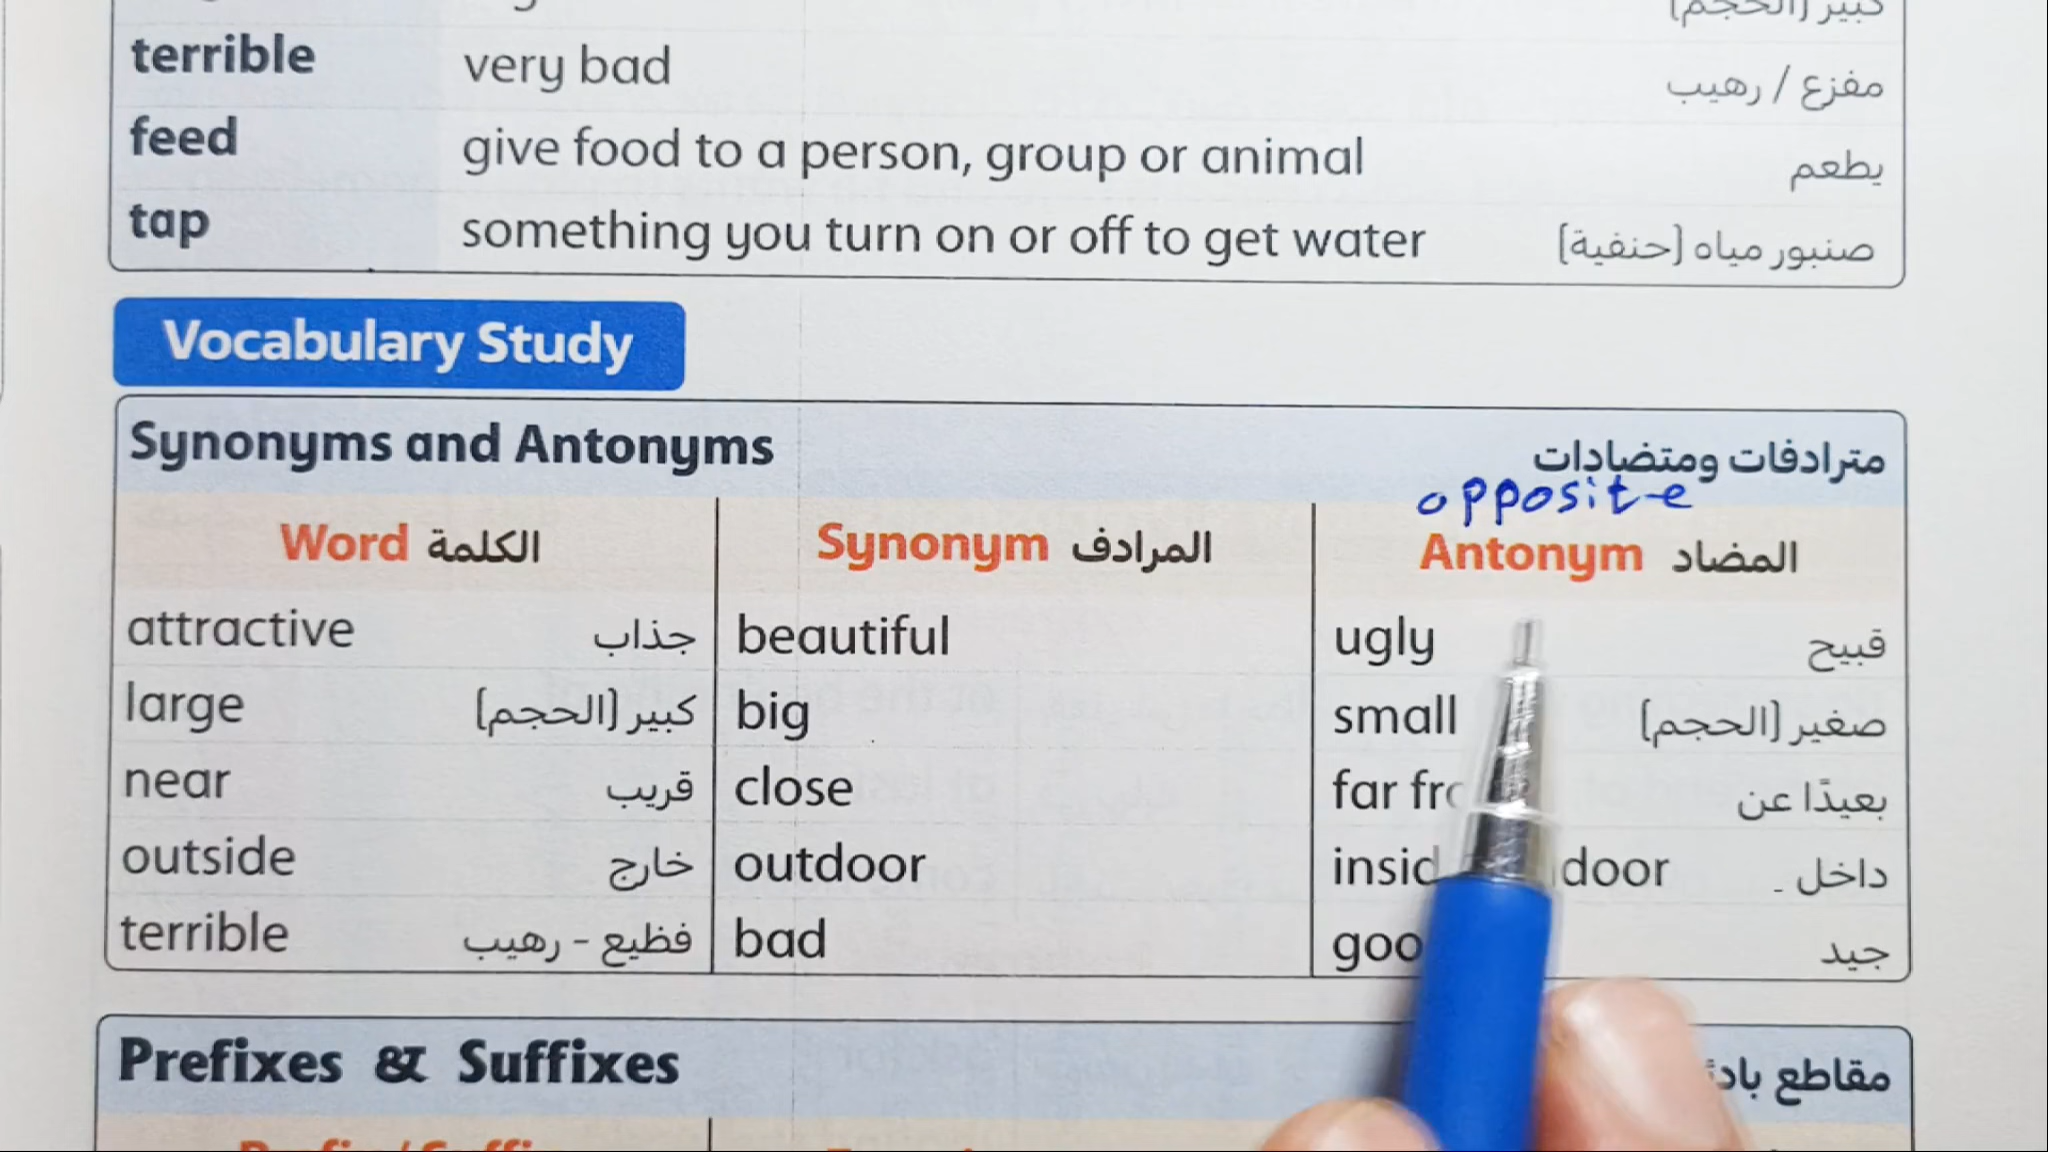 terrible very bad مفزع / رهيب
feed give food to a person, group or animal يطعم
tap something you turn on or off to get water صنبور مياه (حنفية)
Vocabulary Study
Synonyms and Antonyms مترادفات ومتضادات
opposite
Word الكلمة Synonym المرادف Antonym المضاد
attractive جذاب beautiful ugly قبيح
large كبير (الحجم) big small صغير (الحجم)
near قريب close far بعيدًا عن
outside خارج outdoor داخل -
terrible فظيع - رهيب bad جيد
Prefixes & Suffixes مقاطع